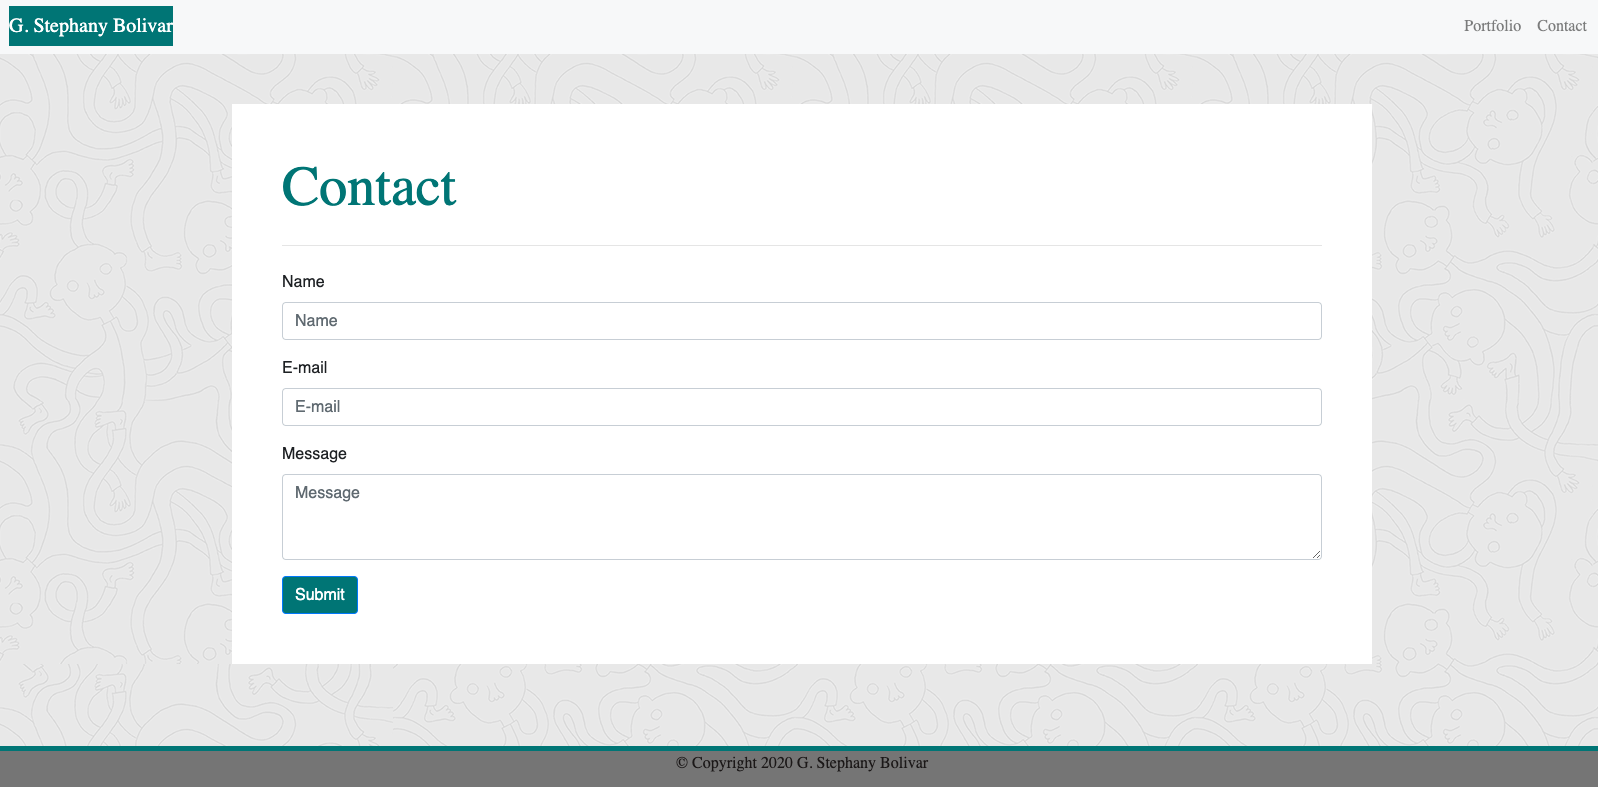 G. Stephany Bolivar
Portfolio Contact
Contact
Name
Name
E-mail
E-mail
Message
Message
Submit
© Copyright 2020 G. Stephany Bolivar